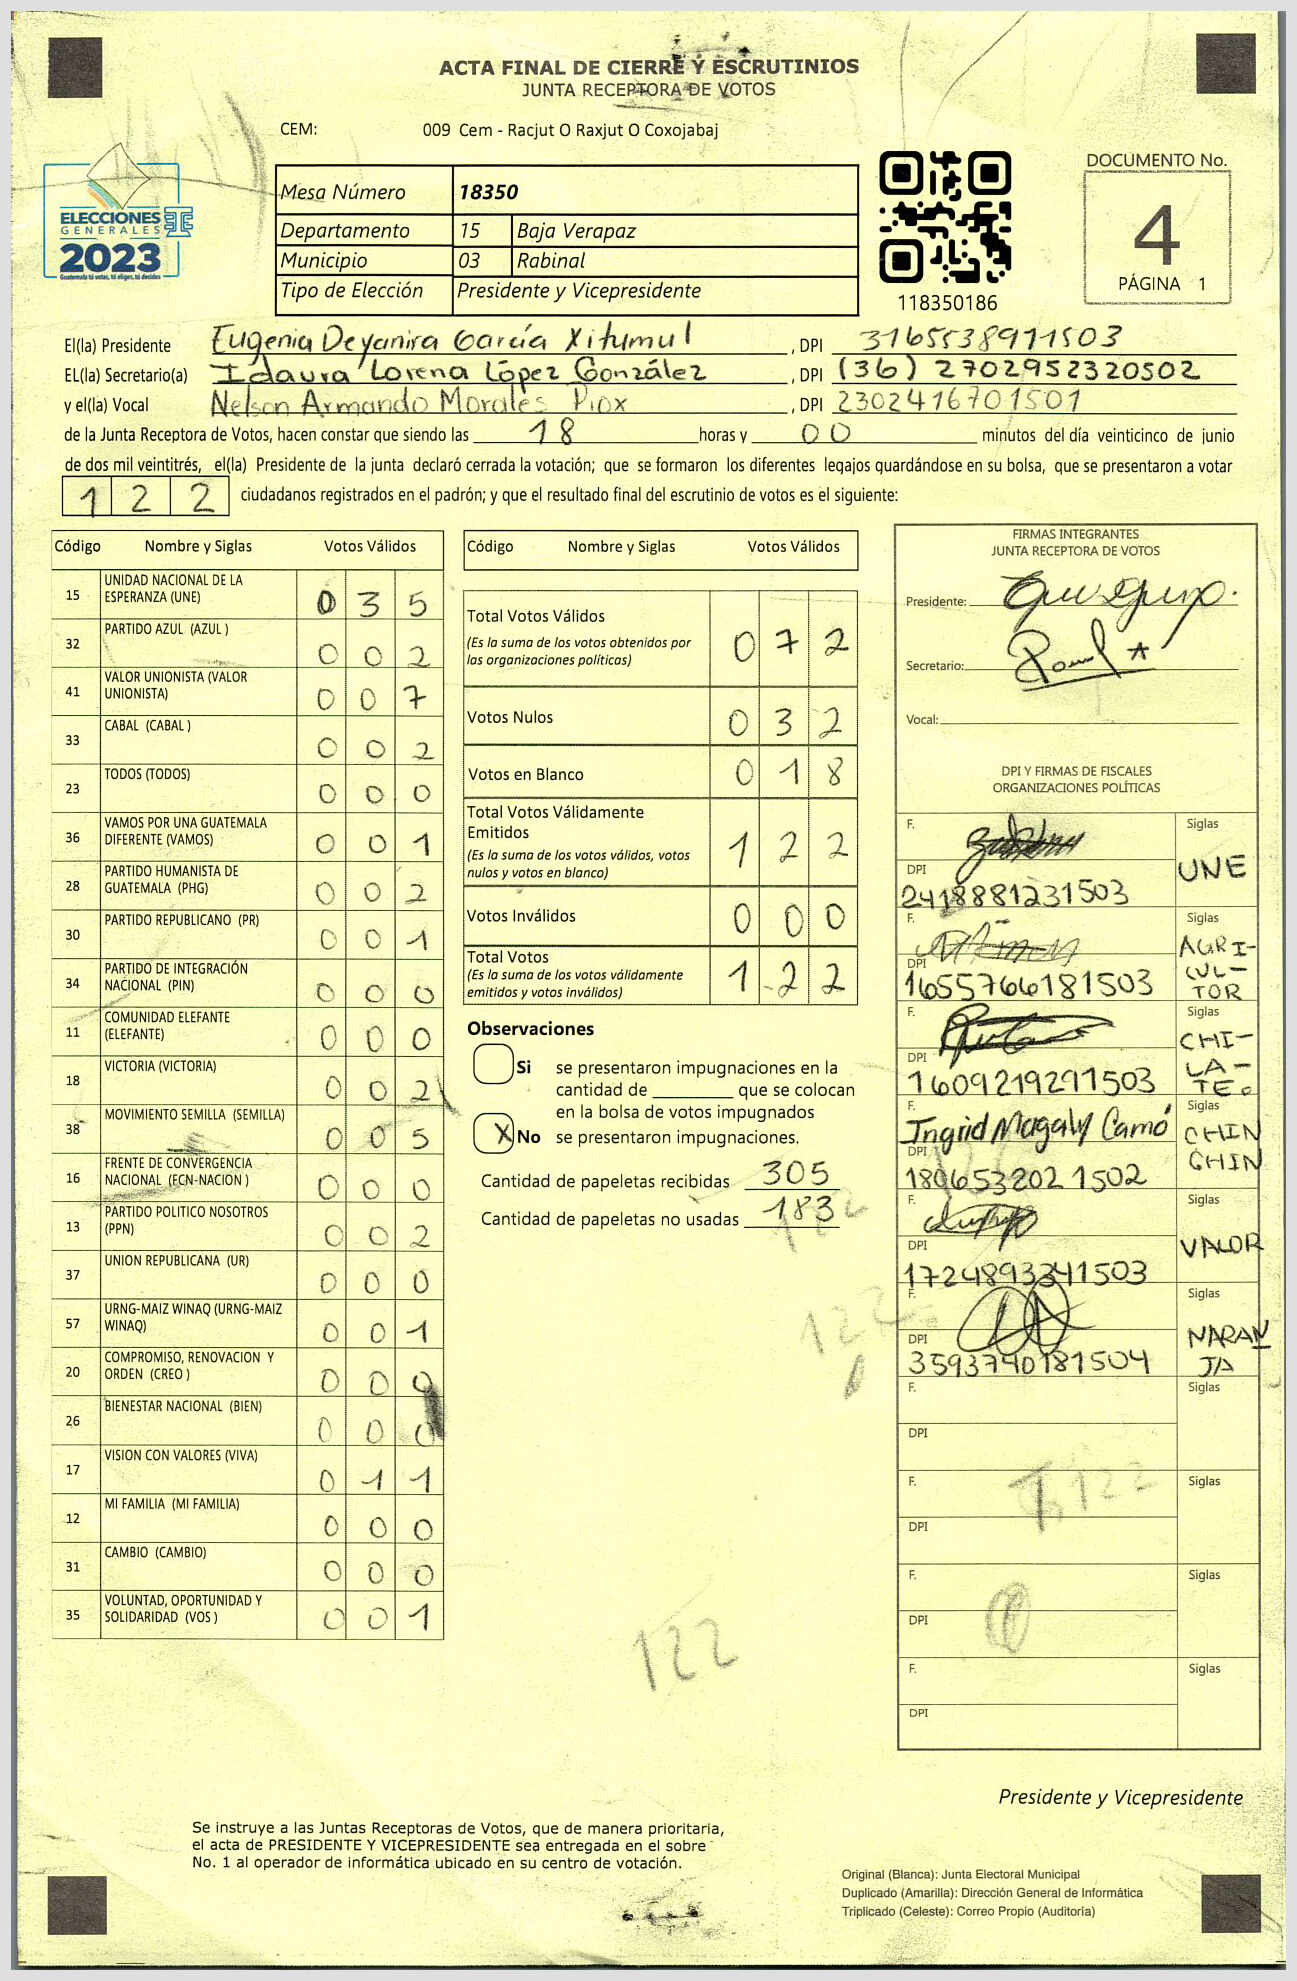 ACTA FINAL DE CIERRE Y ESCRUTINIOS
JUNTA RECEPTORA DE VOTOS
CEM: 009 Cem - Racjut O Raxjut O Coxojabaj
ELECCIONES
GENERALES
2023
Guatemala tú votas, tú eliges, tú decides
Mesa Número 18350
Departamento 15 Baja Verapaz
Municipio 03 Rabinal
Tipo de Elección Presidente y Vicepresidente
118350186
DOCUMENTO No.
4
PÁGINA 1
El(la) Presidente Eugenia Deyanira García Xitumul , DPI 3165538911503
EL(la) Secretario(a) Idaura Lorena López González , DPI (36) 2702952320502
y el(la) Vocal Nelson Armando Morales Piox , DPI 2302416701501
de la Junta Receptora de Votos, hacen constar que siendo las 18 horas y 00 minutos del día veinticinco de junio
de dos mil veintitrés, el(la) Presidente de la junta declaró cerrada la votación; que se formaron los diferentes legajos guardándose en su bolsa, que se presentaron a votar
122 ciudadanos registrados en el padrón; y que el resultado final del escrutinio de votos es el siguiente:
Código Nombre y Siglas Votos Válidos
15 UNIDAD NACIONAL DE LA ESPERANZA (UNE) 0 3 5
32 PARTIDO AZUL (AZUL ) 0 0 2
41 VALOR UNIONISTA (VALOR UNIONISTA) 0 0 7
33 CABAL (CABAL ) 0 0 2
23 TODOS (TODOS) 0 0 0
36 VAMOS POR UNA GUATEMALA DIFERENTE (VAMOS) 0 0 1
28 PARTIDO HUMANISTA DE GUATEMALA (PHG) 0 0 2
30 PARTIDO REPUBLICANO (PR) 0 0 1
34 PARTIDO DE INTEGRACIÓN NACIONAL (PIN) 0 0 0
11 COMUNIDAD ELEFANTE (ELEFANTE) 0 0 0
18 VICTORIA (VICTORIA) 0 0 2
38 MOVIMIENTO SEMILLA (SEMILLA) 0 0 5
16 FRENTE DE CONVERGENCIA NACIONAL (FCN-NACION ) 0 0 0
13 PARTIDO POLITICO NOSOTROS (PPN) 0 0 2
37 UNION REPUBLICANA (UR) 0 0 0
57 URNG-MAIZ WINAQ (URNG-MAIZ WINAQ) 0 0 1
20 COMPROMISO, RENOVACION Y ORDEN (CREO ) 0 0 0
26 BIENESTAR NACIONAL (BIEN) 0 0 0
17 VISION CON VALORES (VIVA) 0 1 1
12 MI FAMILIA (MI FAMILIA) 0 0 0
31 CAMBIO (CAMBIO) 0 0 0
35 VOLUNTAD, OPORTUNIDAD Y SOLIDARIDAD (VOS ) 0 0 1
Código Nombre y Siglas Votos Válidos
Total Votos Válidos 0 7 2
(Es la suma de los votos obtenidos por
las organizaciones políticas)
Votos Nulos 0 3 2
Votos en Blanco 0 1 8
Total Votos Válidamente
Emitidos 1 2 2
(Es la suma de los votos válidos, votos
nulos y votos en blanco)
Votos Inválidos 0 0 0
Total Votos 1 2 2
(Es la suma de los votos válidamente
emitidos y votos inválidos)
Observaciones
Si se presentaron impugnaciones en la
cantidad de ________ que se colocan
en la bolsa de votos impugnados
X No se presentaron impugnaciones.
Cantidad de papeletas recibidas 305
Cantidad de papeletas no usadas 183
122
122
FIRMAS INTEGRANTES
JUNTA RECEPTORA DE VOTOS
Presidente:
Secretario:
Vocal:
DPI Y FIRMAS DE FISCALES
ORGANIZACIONES POLÍTICAS
F. Siglas
UNE
DPI
2418881231503
F. Siglas
AGRI-
CUL-
TOR
DPI
1655766181503
F. Siglas
CHI-
LA-
TE.
DPI
1609219291503
F. Siglas
Ingrid Magaly Camó
CHIN
CHIN
DPI
180653202 1502
F. Siglas
VALOR
DPI
1724893341503
F. Siglas
NARAN
JA
DPI
3593740181504
F. Siglas
DPI
F. Siglas
122
DPI
F. Siglas
DPI
F. Siglas
DPI
Presidente y Vicepresidente
Se instruye a las Juntas Receptoras de Votos, que de manera prioritaria,
el acta de PRESIDENTE Y VICEPRESIDENTE sea entregada en el sobre
No. 1 al operador de informática ubicado en su centro de votación.
Original (Blanca): Junta Electoral Municipal
Duplicado (Amarilla): Dirección General de Informática
Triplicado (Celeste): Correo Propio (Auditoría)